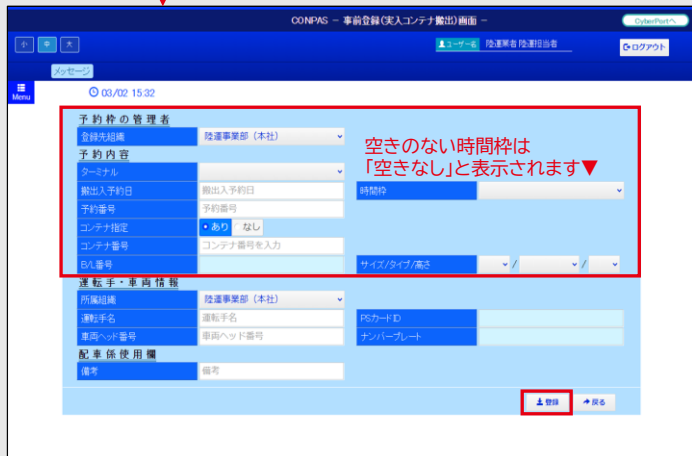 CONPAS － 事前登録(実入コンテナ搬出)画面 －
CyberPortへ
小 中 大
ユーザー名 陸運業者 陸運担当者
ログアウト
メッセージ
Menu
03/02 15:32
予約枠の管理者
登録先組織 陸運事業部（本社）
空きのない時間枠は
「空きなし」と表示されます▼
予約内容
ターミナル
搬出入予約日 搬出入予約日 時間枠
予約番号 予約番号
コンテナ指定 あり なし
コンテナ番号 コンテナ番号を入力
B/L番号 サイズ/タイプ/高さ / /
運転手・車両情報
所属組織 陸運事業部（本社）
運転手名 運転手名 PSカードID
車両ヘッド番号 車両ヘッド番号 ナンバープレート
配車係使用欄
備考 備考
登録 戻る